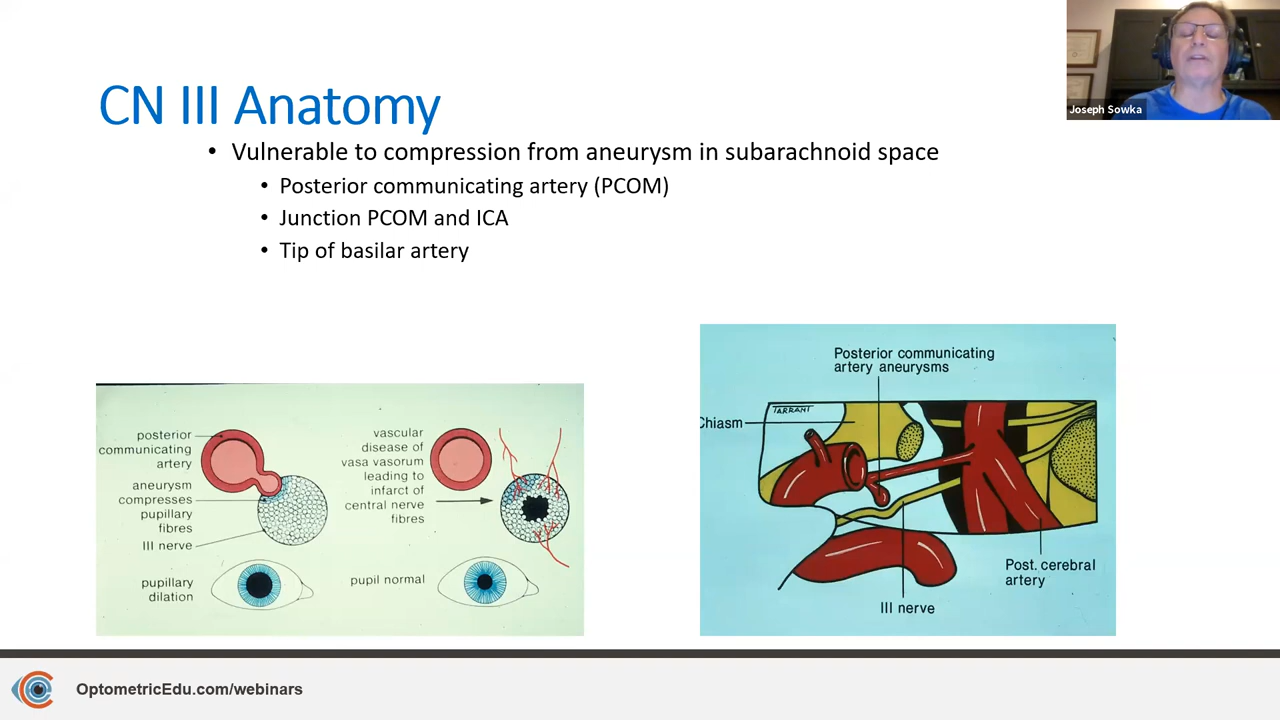 Joseph Sowka
CN III Anatomy
• Vulnerable to compression from aneurysm in subarachnoid space
• Posterior communicating artery (PCOM)
• Junction PCOM and ICA
• Tip of basilar artery
posterior
communicating
artery
aneurysm
compresses
pupillary
fibres
III nerve
pupillary
dilation
vascular
disease of
vasa vasorum
leading to
infarct of
central nerve
fibres
pupil normal
Posterior communicating
artery aneurysms
TARRANT
Chiasm
Post. cerebral
artery
III nerve
OptometricEdu.com/webinars